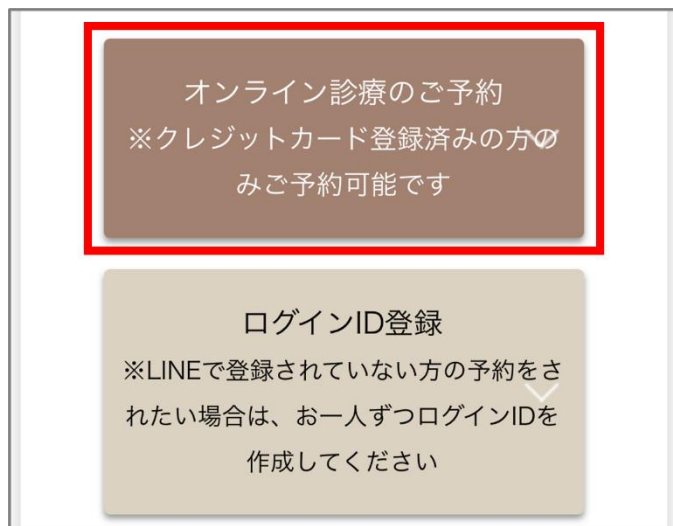 オンライン診療のご予約
※クレジットカード登録済みの方の
みご予約可能です
ログインID登録
※LINEで登録されていない方の予約をさ
れたい場合は、お一人ずつログインIDを
作成してください